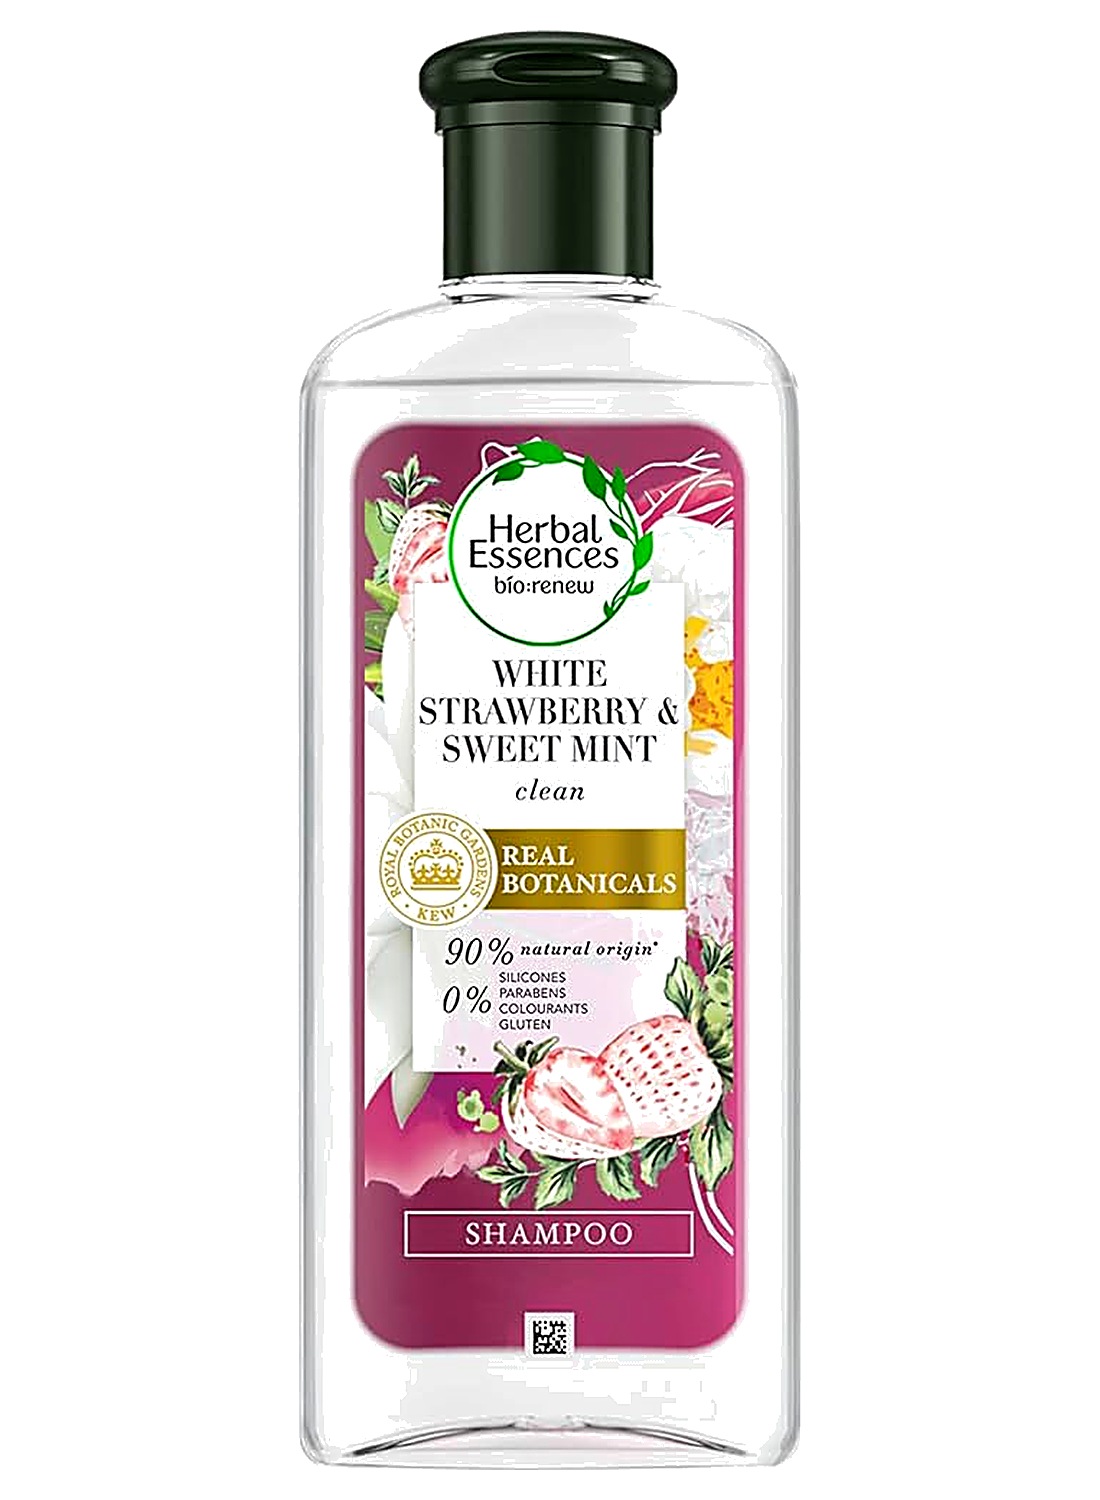 Herbal
Essences
bío:renew
WHITE
STRAWBERRY &
SWEET MINT
clean
ROYAL BOTANIC GARDENS
· KEW ·
REAL
BOTANICALS
90% natural origin*
0% SILICONES
PARABENS
COLOURANTS
GLUTEN
SHAMPOO